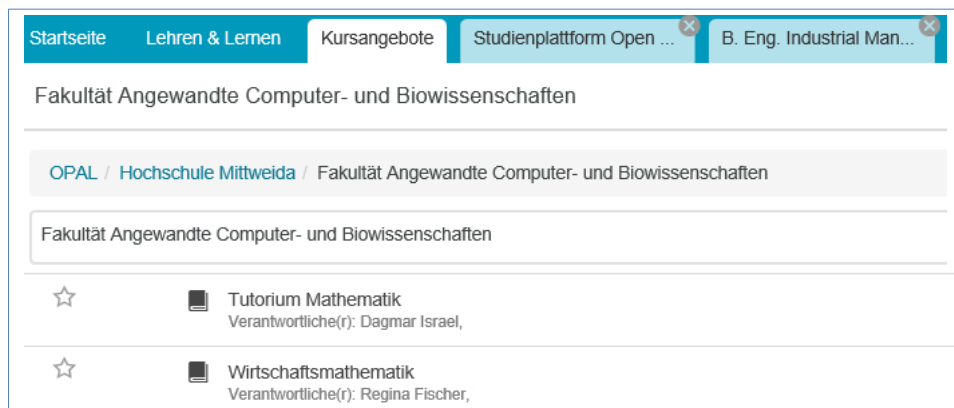 Startseite Lehren & Lernen Kursangebote Studienplattform Open ... B. Eng. Industrial Man...
Fakultät Angewandte Computer- und Biowissenschaften
OPAL / Hochschule Mittweida / Fakultät Angewandte Computer- und Biowissenschaften
Fakultät Angewandte Computer- und Biowissenschaften
Tutorium Mathematik
Verantwortliche(r): Dagmar Israel,
Wirtschaftsmathematik
Verantwortliche(r): Regina Fischer,